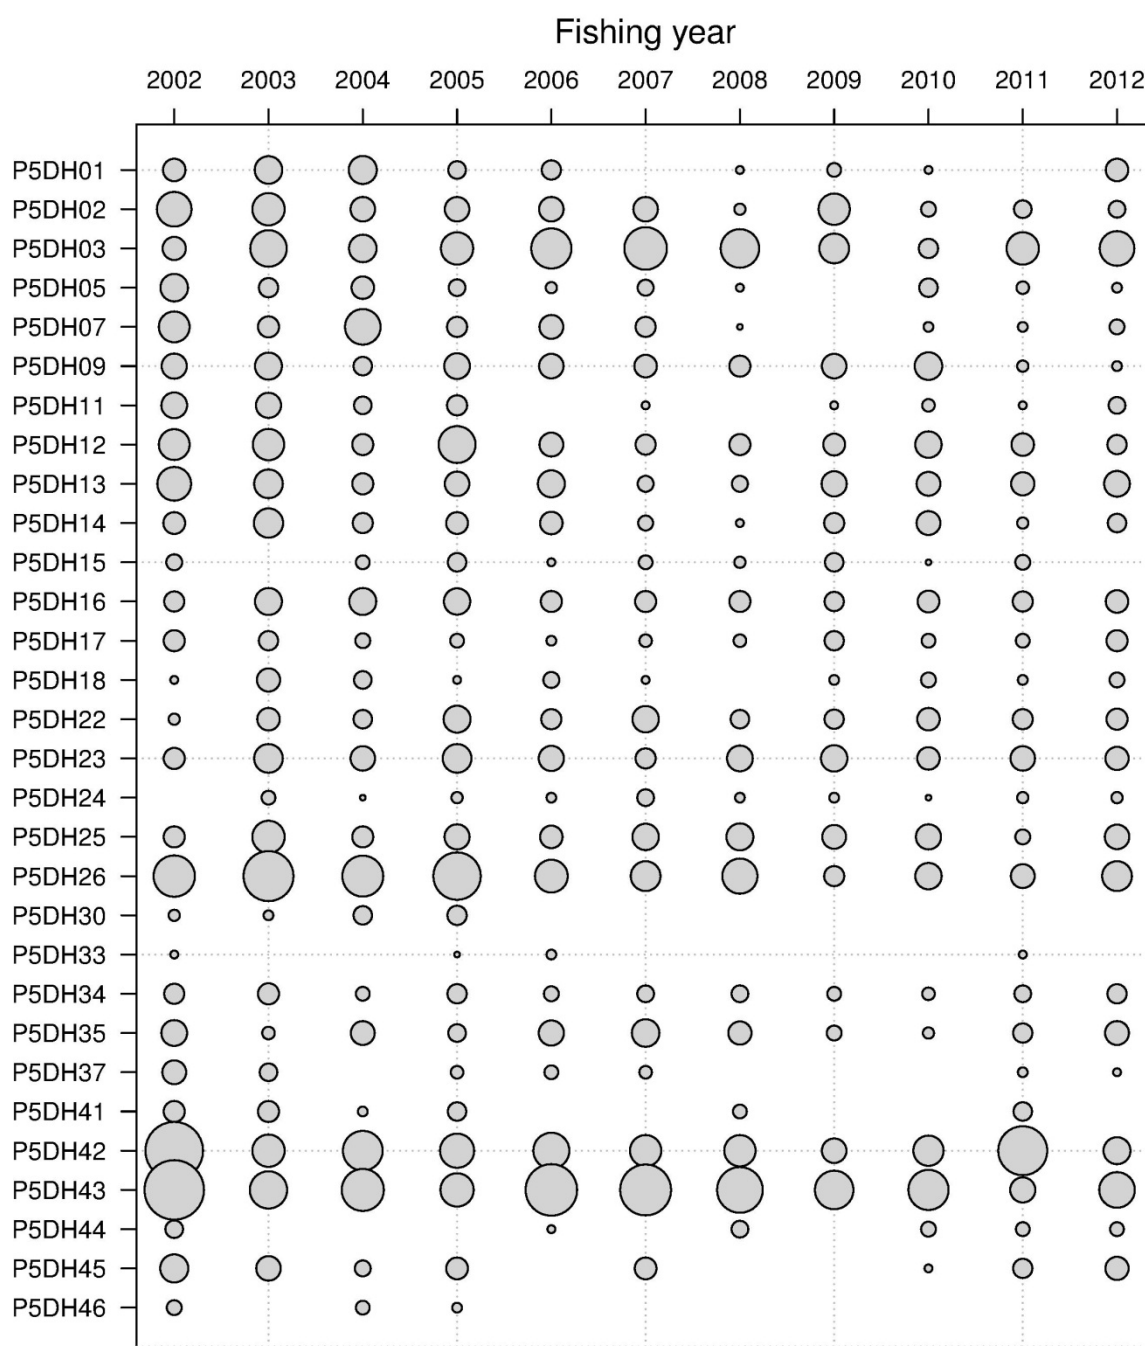 Fishing year
2002 2003 2004 2005 2006 2007 2008 2009 2010 2011 2012
P5DH01
P5DH02
P5DH03
P5DH05
P5DH07
P5DH09
P5DH11
P5DH12
P5DH13
P5DH14
P5DH15
P5DH16
P5DH17
P5DH18
P5DH22
P5DH23
P5DH24
P5DH25
P5DH26
P5DH30
P5DH33
P5DH34
P5DH35
P5DH37
P5DH41
P5DH42
P5DH43
P5DH44
P5DH45
P5DH46